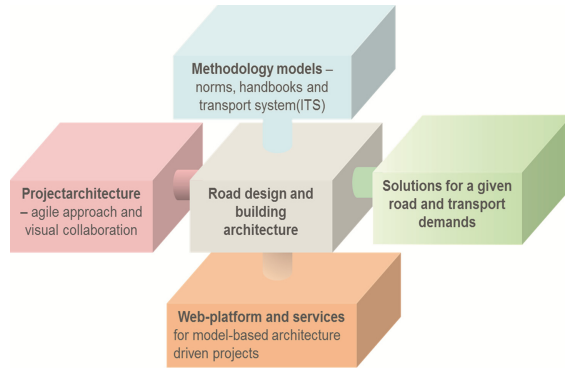 Methodology models –
norms, handbooks and
transport system(ITS)
Projectarchitecture
– agile approach and
visual collaboration
Road design and
building
architecture
Solutions for a given
road and transport
demands
Web-platform and services
for model-based architecture
driven projects